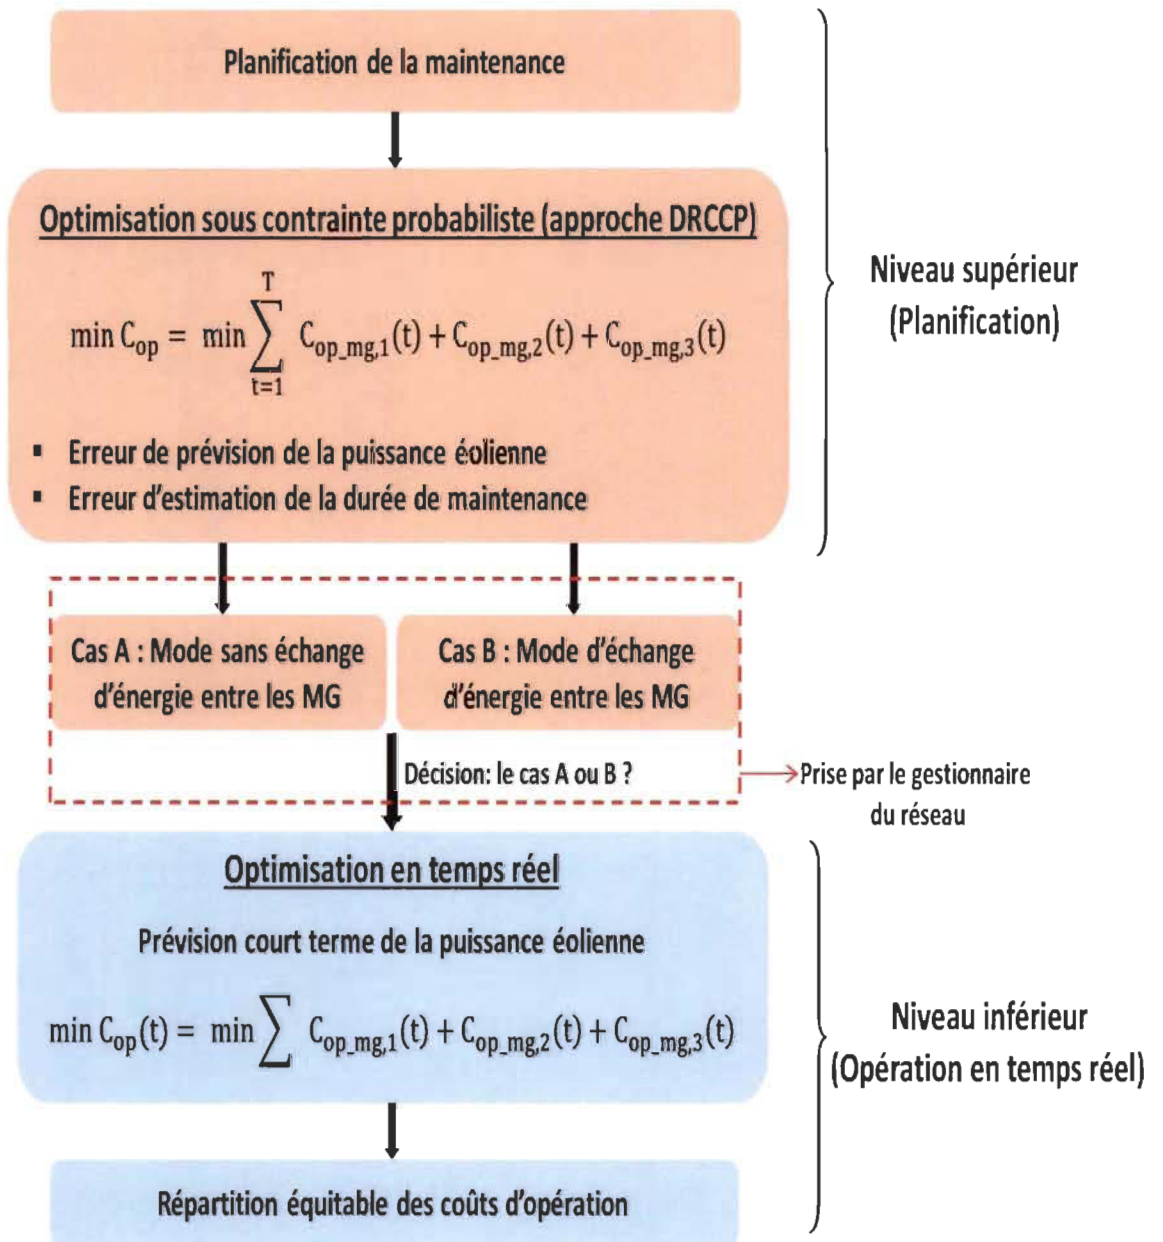 Planification de la maintenance
Optimisation sous contrainte probabiliste (approche DRCCP)
min C_op = min ∑_{t=1}^{T} C_op_mg,1(t) + C_op_mg,2(t) + C_op_mg,3(t)
▪ Erreur de prévision de la puissance éolienne
▪ Erreur d'estimation de la durée de maintenance
Niveau supérieur
(Planification)
Cas A : Mode sans échange
d'énergie entre les MG
Cas B : Mode d'échange
d'énergie entre les MG
Décision: le cas A ou B ?
Prise par le gestionnaire
du réseau
Optimisation en temps réel
Prévision court terme de la puissance éolienne
min C_op(t) = min ∑ C_op_mg,1(t) + C_op_mg,2(t) + C_op_mg,3(t)
Niveau inférieur
(Opération en temps réel)
Répartition équitable des coûts d'opération